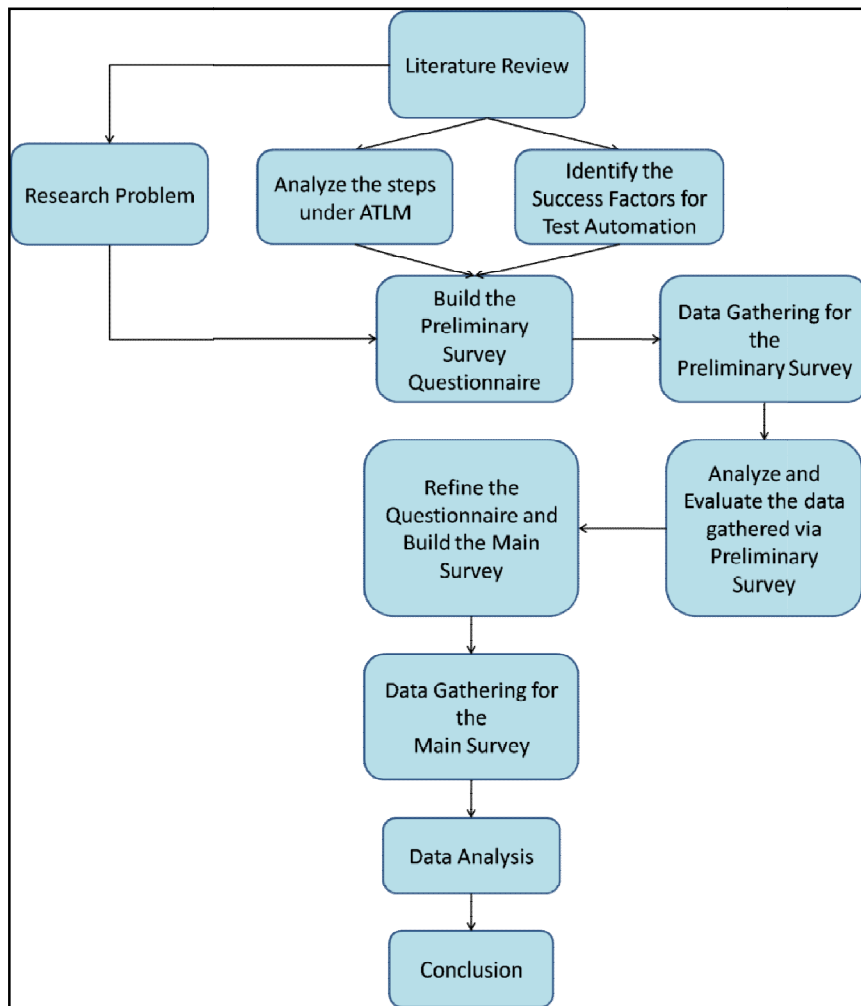 Literature Review
Research Problem
Analyze the steps
under ATLM
Identify the
Success Factors for
Test Automation
Build the
Preliminary
Survey
Questionnaire
Data Gathering for
the
Preliminary Survey
Analyze and
Evaluate the data
gathered via
Preliminary
Survey
Refine the
Questionnaire and
Build the Main
Survey
Data Gathering for
the
Main Survey
Data Analysis
Conclusion